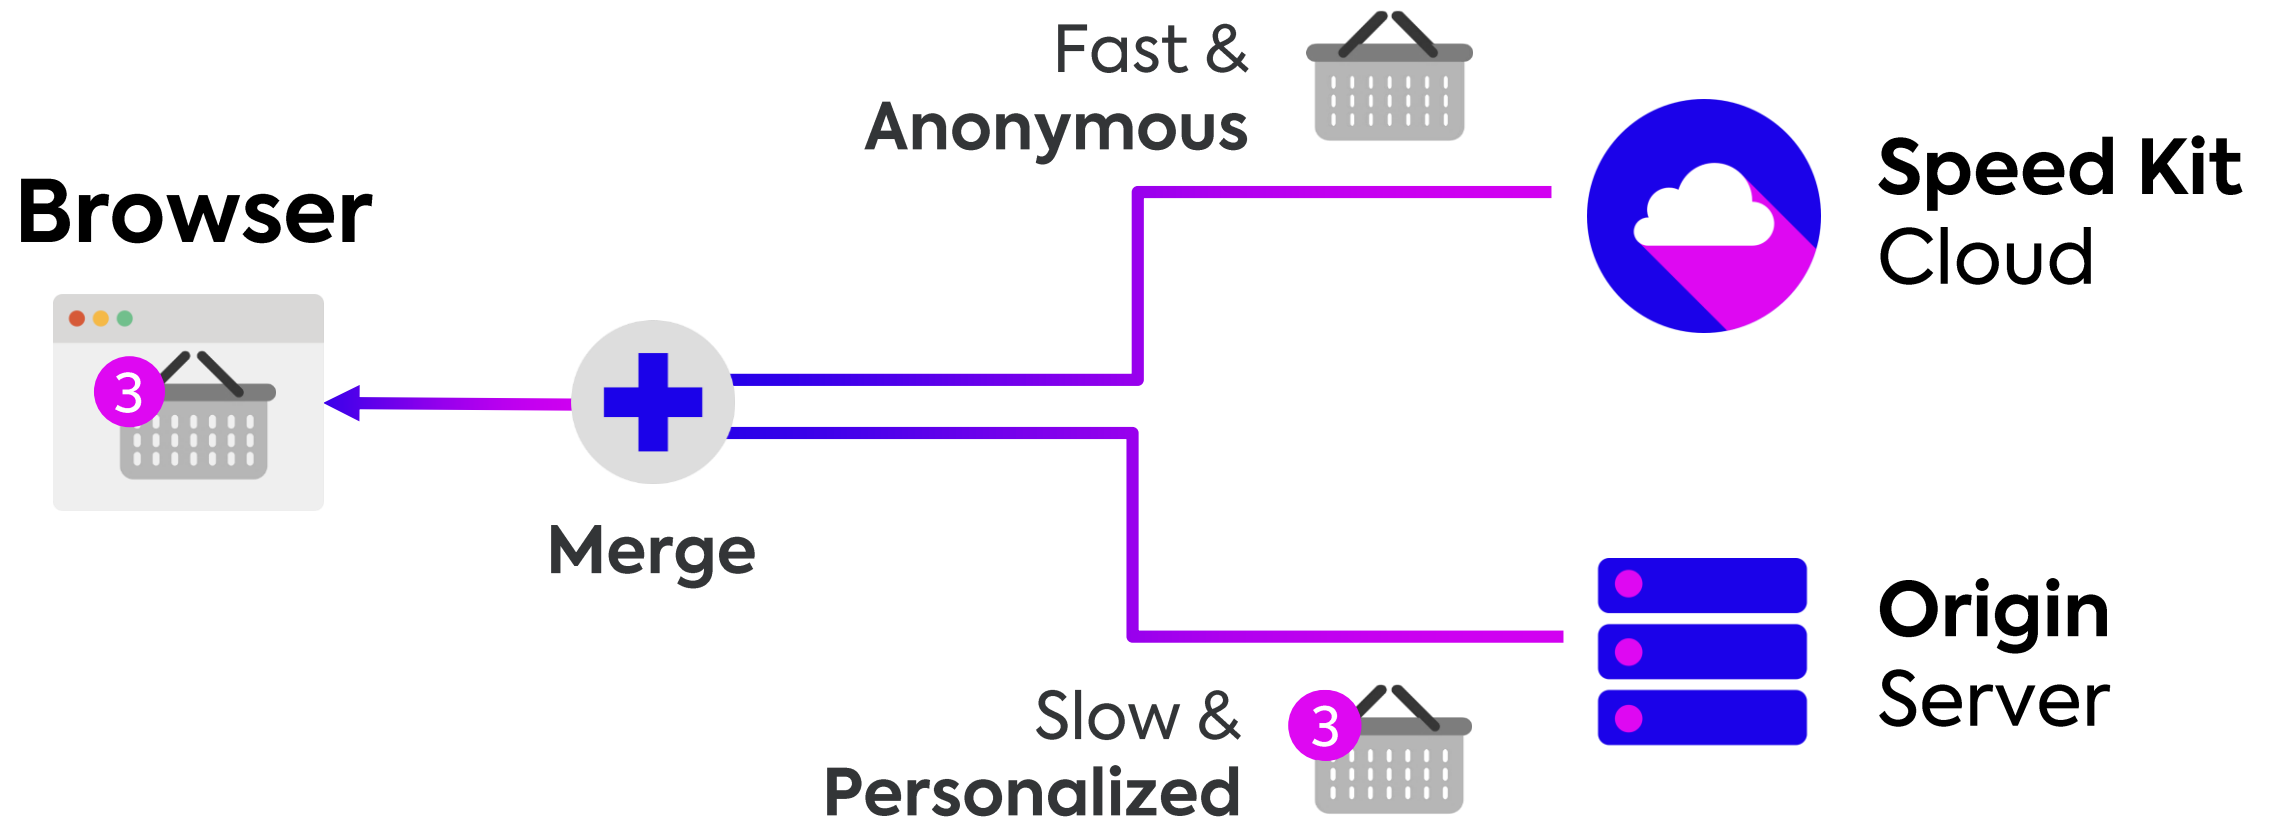 Fast &
Anonymous
Speed Kit
Cloud
Browser
3
Merge
Origin
Server
Slow &
Personalized
3